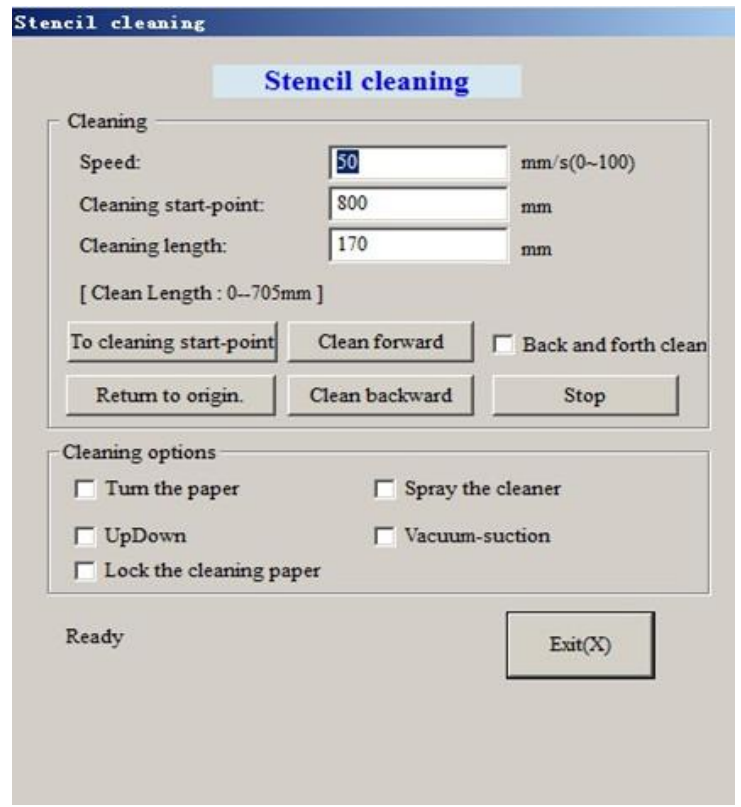 Stencil cleaning
Stencil cleaning
Cleaning
Speed: 50 mm/s(0~100)
Cleaning start-point: 800 mm
Cleaning length: 170 mm
[ Clean Length : 0--705mm ]
To cleaning start-point Clean forward Back and forth clean
Return to origin. Clean backward Stop
Cleaning options
Turn the paper Spray the cleaner
UpDown Vacuum-suction
Lock the cleaning paper
Ready Exit(X)